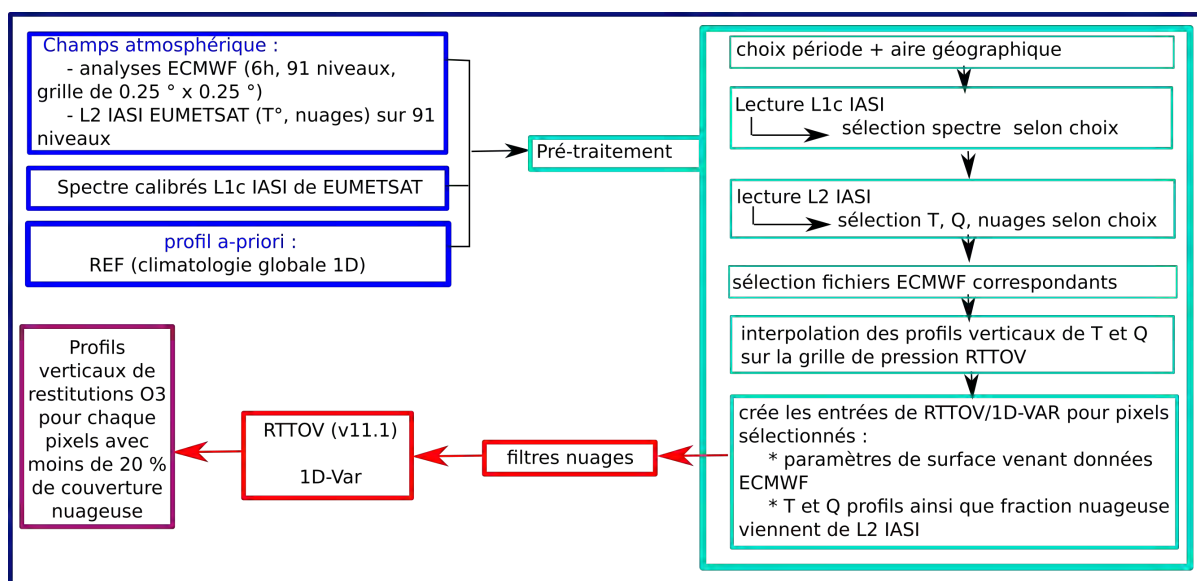 Champs atmosphérique :
- analyses ECMWF (6h, 91 niveaux,
grille de 0.25 ° x 0.25 °)
- L2 IASI EUMETSAT (T°, nuages) sur 91
niveaux
Spectre calibrés L1c IASI de EUMETSAT
profil a-priori :
REF (climatologie globale 1D)
Pré-traitement
choix période + aire géographique
Lecture L1c IASI
sélection spectre selon choix
lecture L2 IASI
sélection T, Q, nuages selon choix
sélection fichiers ECMWF correspondants
interpolation des profils verticaux de T et Q
sur la grille de pression RTTOV
crée les entrées de RTTOV/1D-VAR pour pixels
sélectionnés :
* paramètres de surface venant données
ECMWF
* T et Q profils ainsi que fraction nuageuse
viennent de L2 IASI
filtres nuages
RTTOV (v11.1)
1D-Var
Profils
verticaux de
restitutions O3
pour chaque
pixels avec
moins de 20 %
de couverture
nuageuse